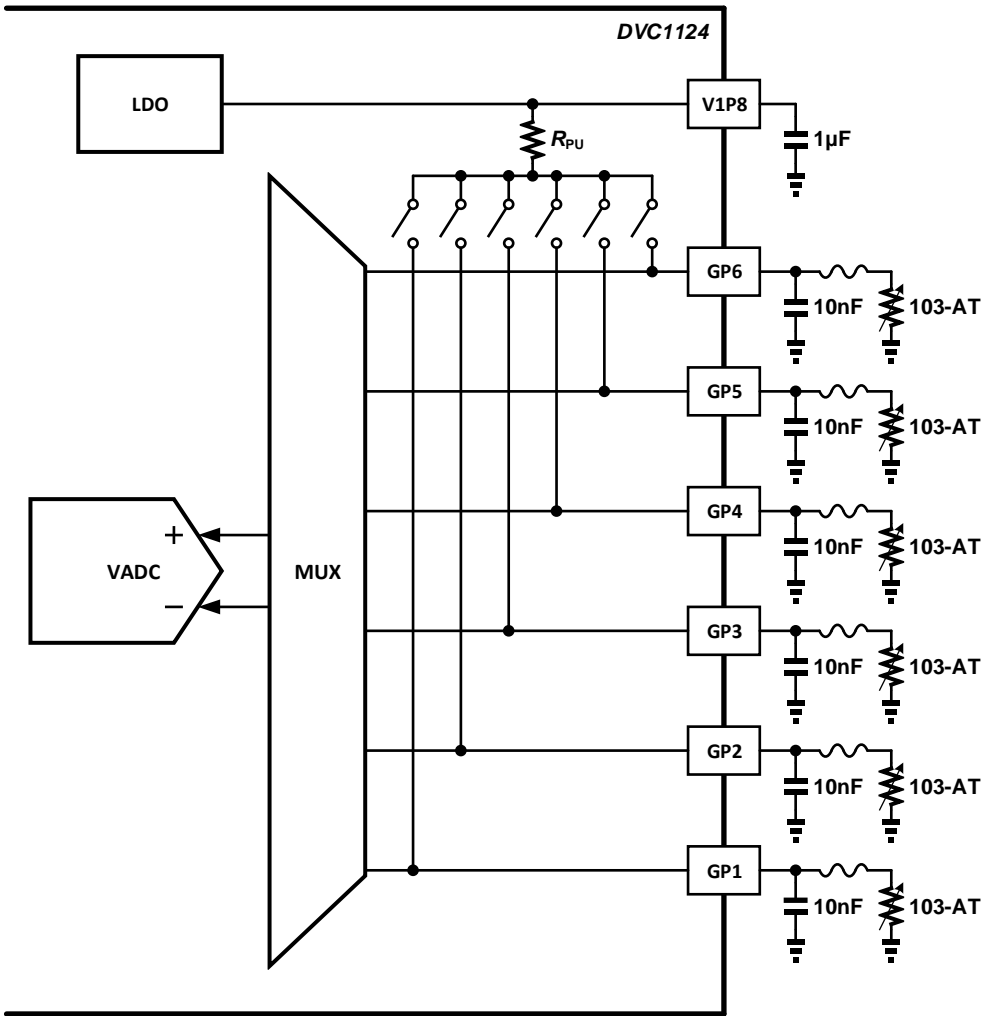 DVC1124
LDO
V1P8
RPU
1µF
GP6
10nF
103-AT
GP5
10nF
103-AT
GP4
10nF
103-AT
+
VADC
−
MUX
GP3
10nF
103-AT
GP2
10nF
103-AT
GP1
10nF
103-AT